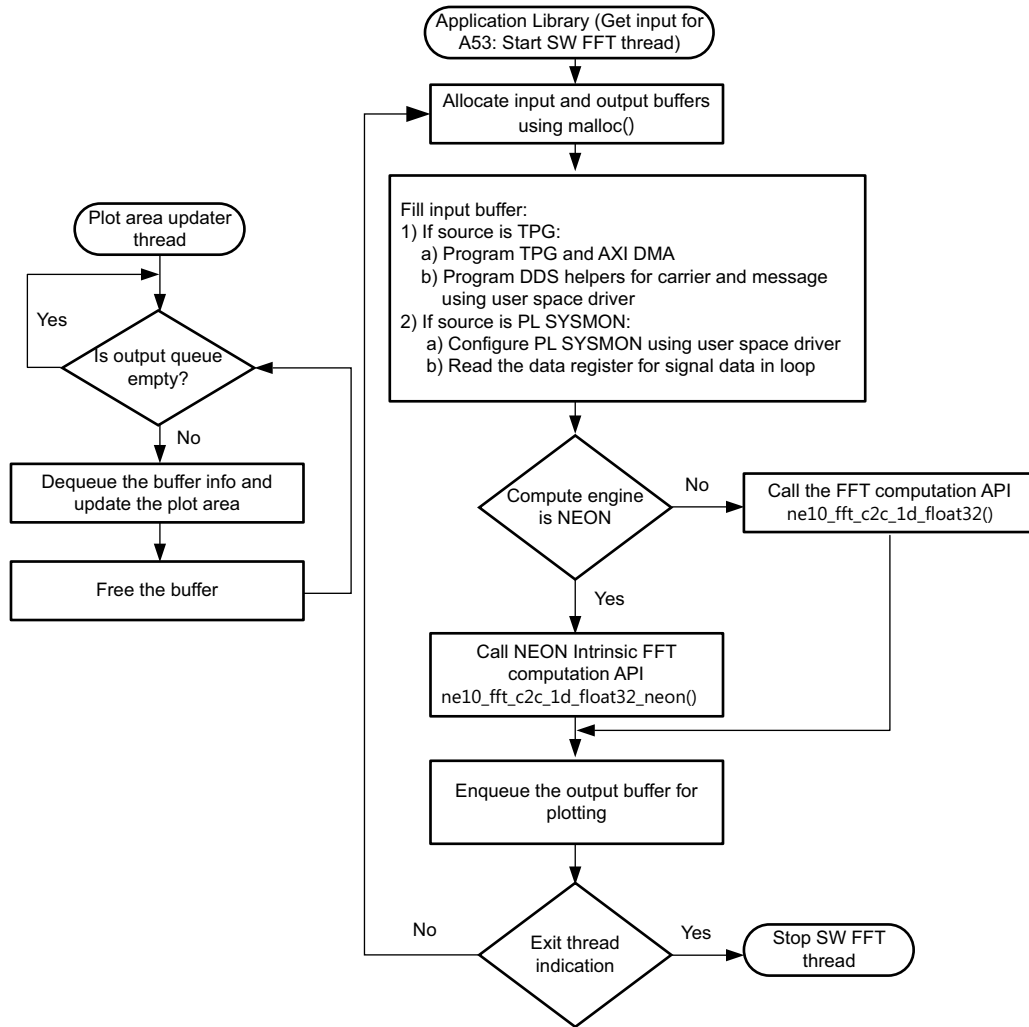 Application Library (Get input for
A53: Start SW FFT thread)
Allocate input and output buffers
using malloc()
Fill input buffer:
1) If source is TPG:
a) Program TPG and AXI DMA
b) Program DDS helpers for carrier and message
using user space driver
2) If source is PL SYSMON:
a) Configure PL SYSMON using user space driver
b) Read the data register for signal data in loop
Plot area updater
thread
Yes
Is output queue
empty?
No
Dequeue the buffer info and
update the plot area
Free the buffer
Compute engine
is NEON
No
Call the FFT computation API
ne10_fft_c2c_1d_float32()
Yes
Call NEON Intrinsic FFT
computation API
ne10_fft_c2c_1d_float32_neon()
Enqueue the output buffer for
plotting
No
Exit thread
indication
Yes
Stop SW FFT
thread